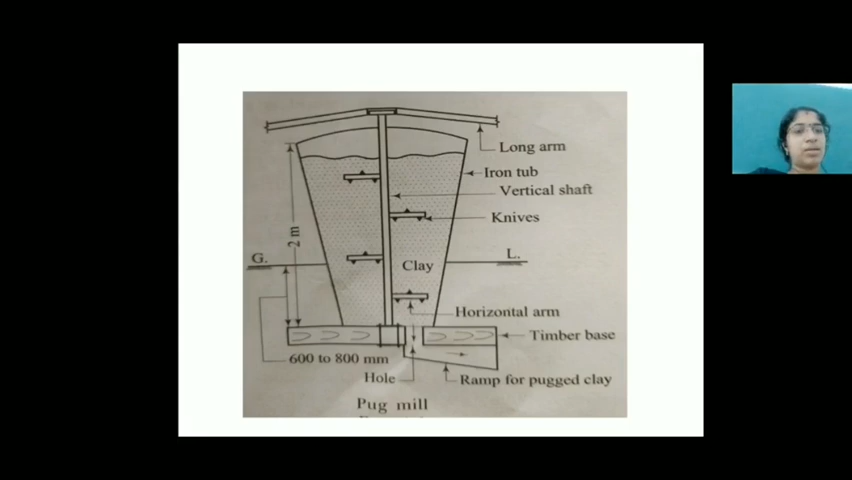 Long arm
Iron tub
Vertical shaft
Knives
2 m
G.
L.
Clay
Horizontal arm
Timber base
600 to 800 mm
Hole
Ramp for pugged clay
Pug mill